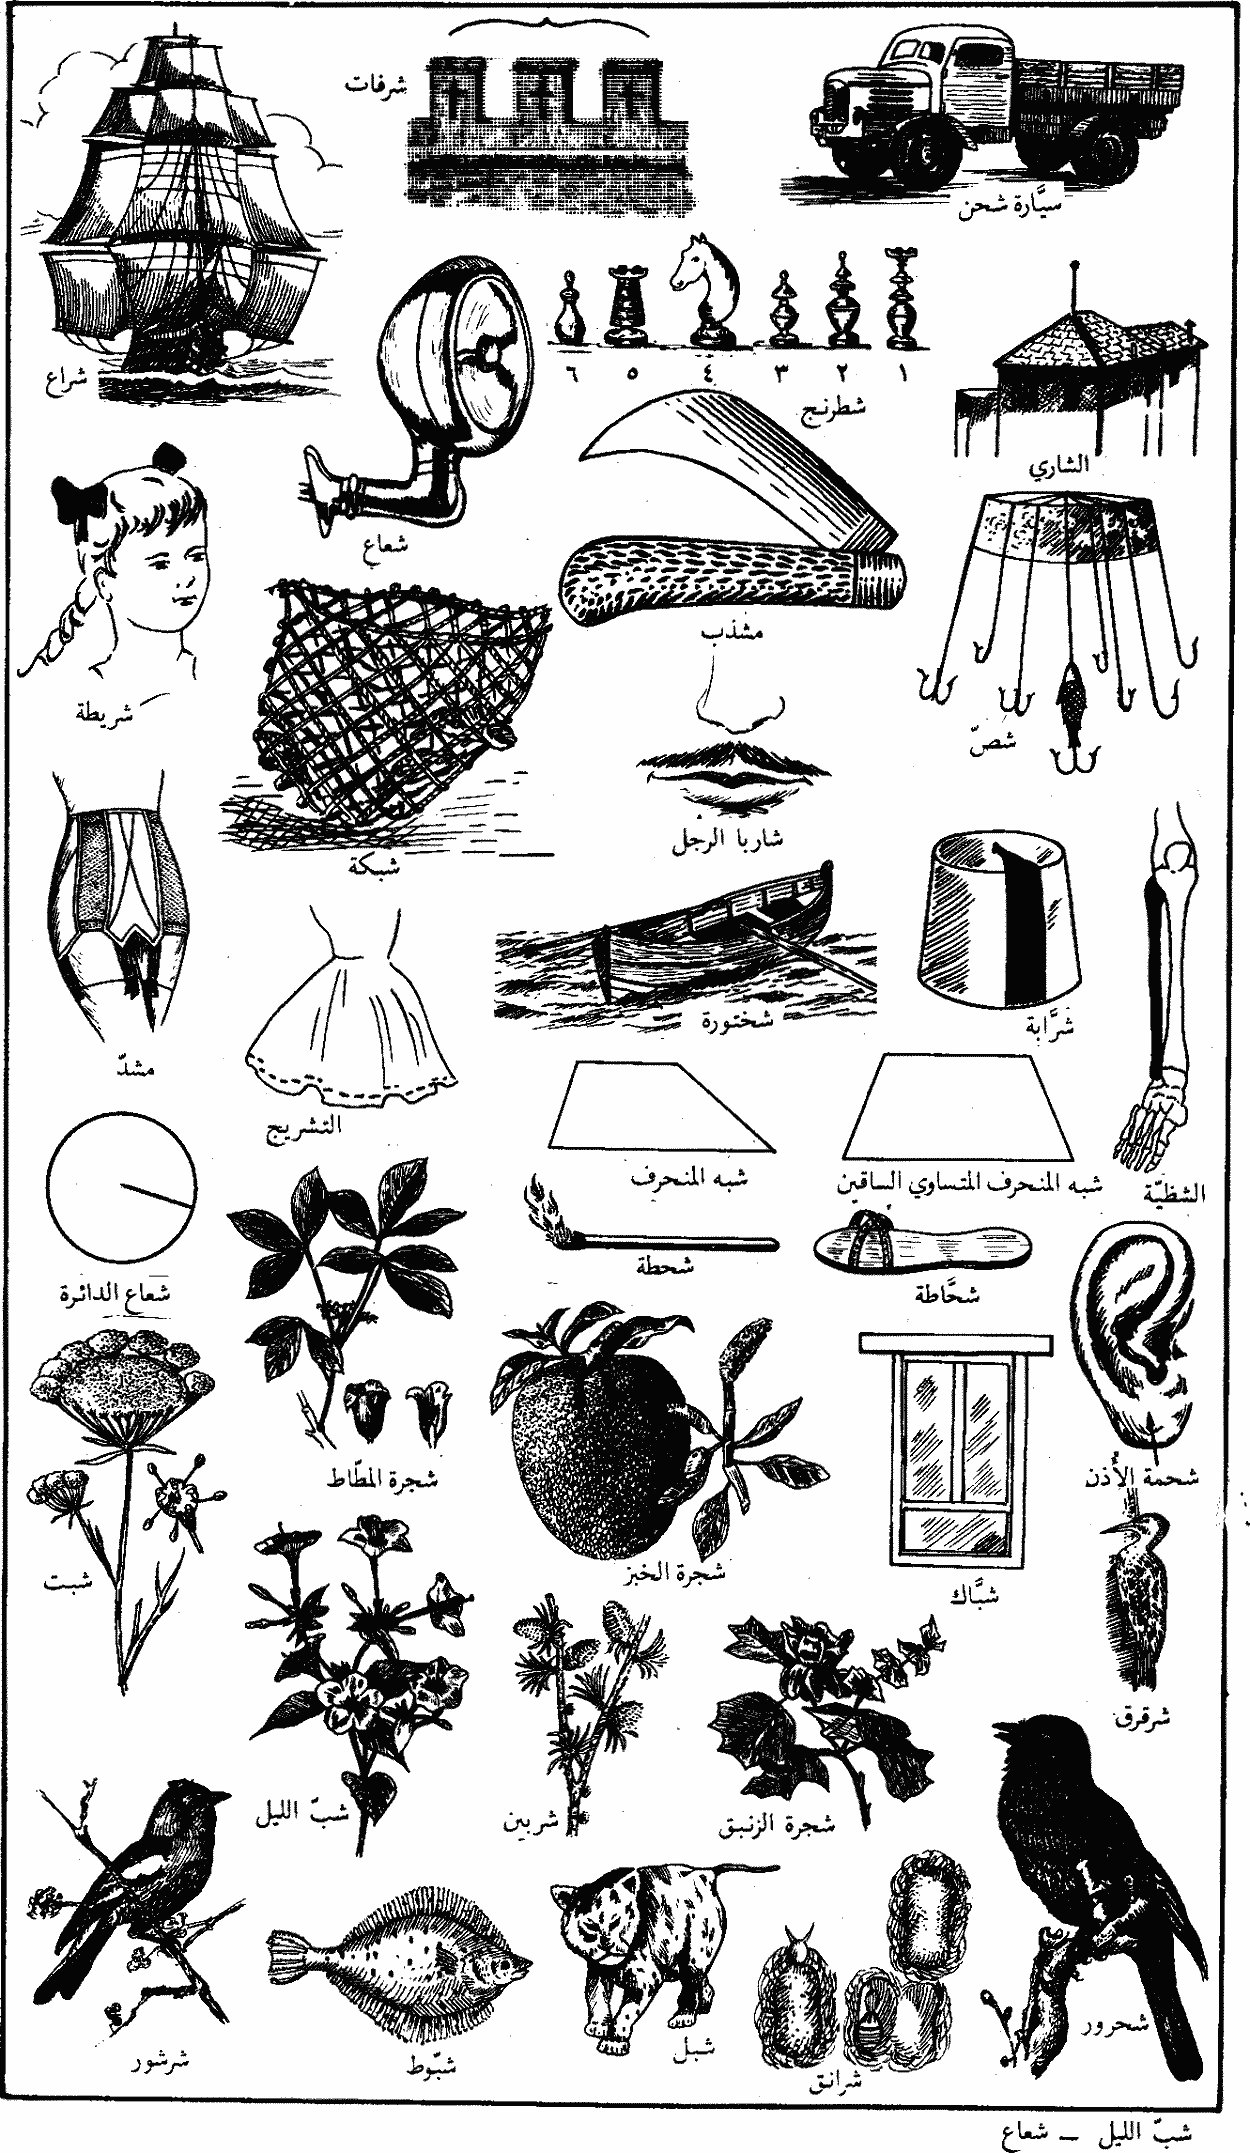 شرفات
سيَّارة شحن
شراع
٦ ٥ ٤ ٣ ٢ ١
شطرنج
الشاري
شعاع
مشذب
شريطة
شصّ
شبكة
شاربا الرجل
مشدّ
شختورة
شرَّابة
التشريج
شبه المنحرف
شبه المنحرف المتساوي الساقين
الشظيّة
شعاع الدائرة
شحطة
شحَّاطة
شجرة المطّاط
شحمة الأذن
شبت
شجرة الخبز
شبَّاك
شرقرق
شبّ الليل
شربين
شجرة الزنبق
شرشور
شبّوط
شبل
شرانق
شحرور
شبّ الليل — شعاع